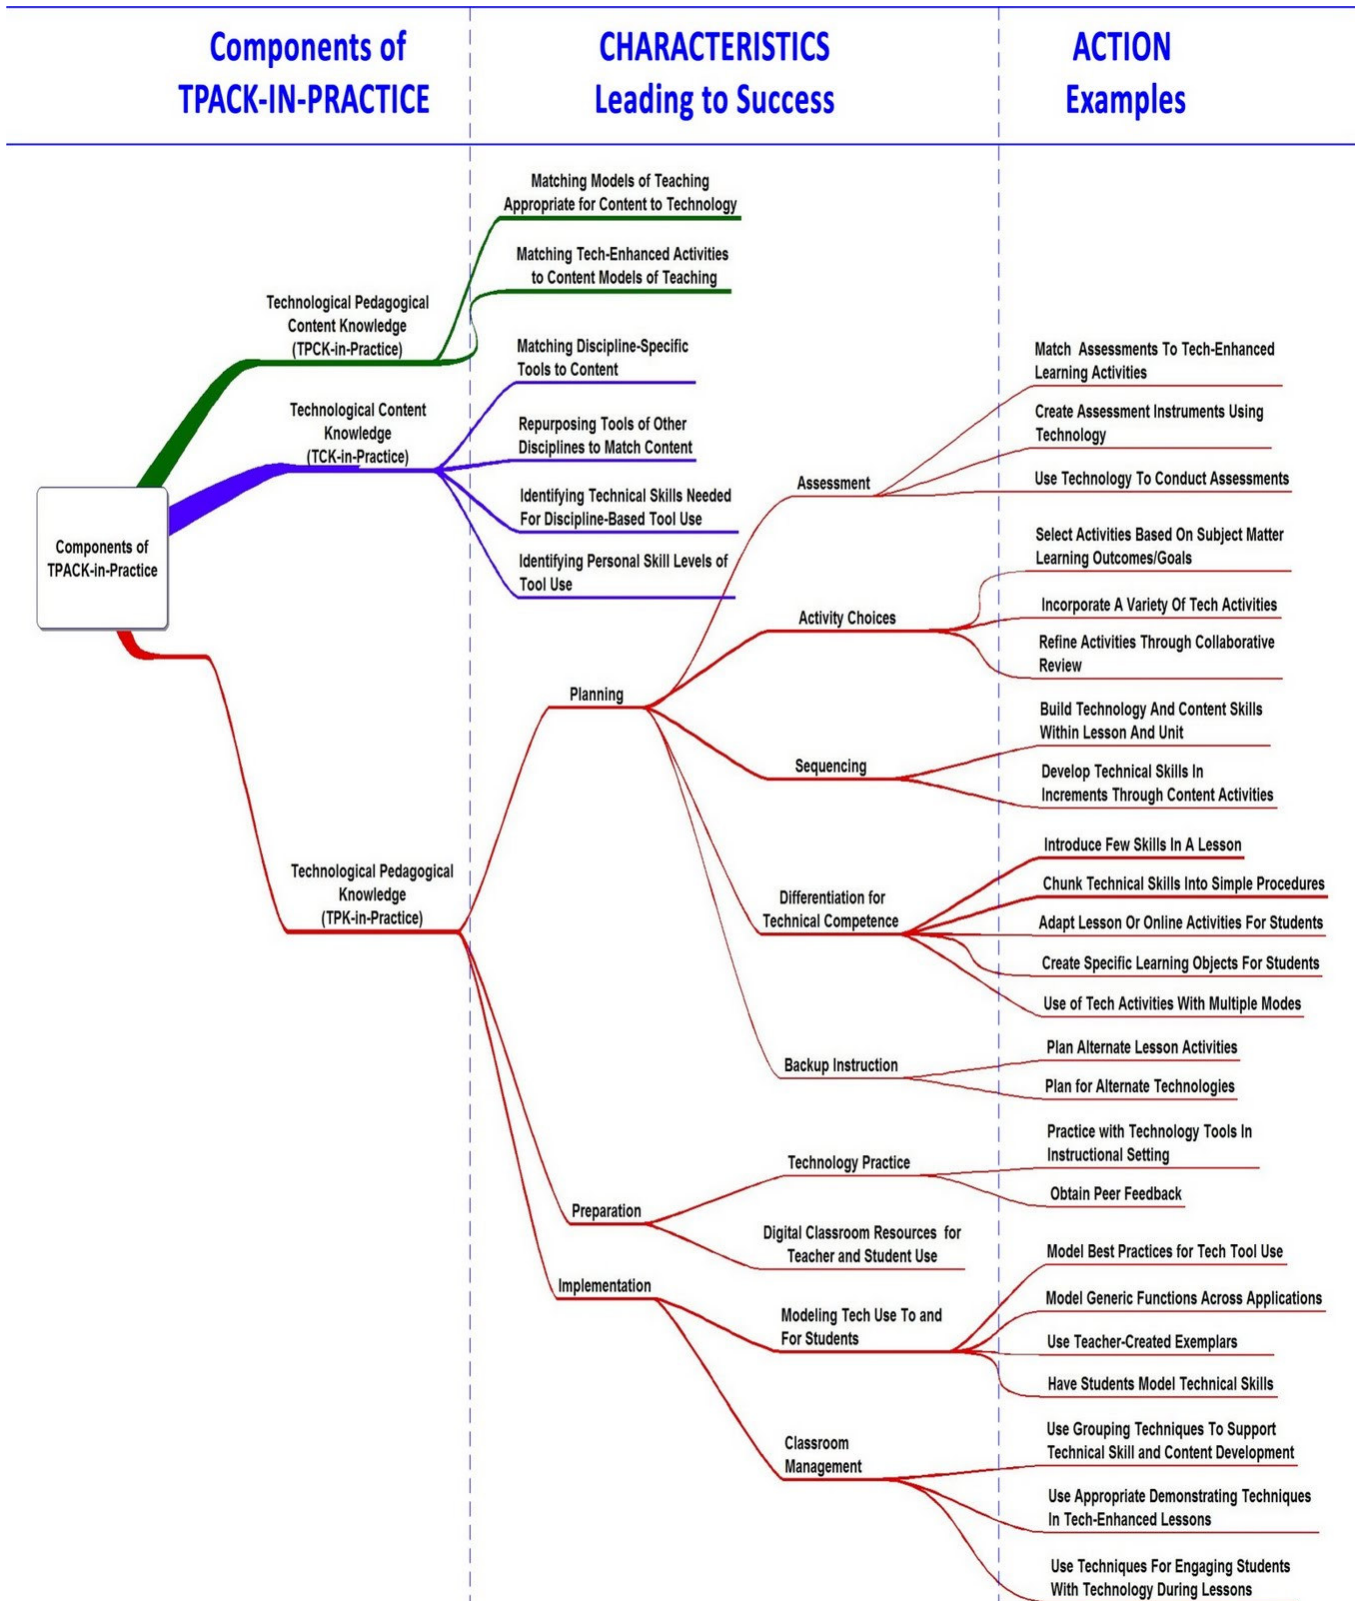 Components of
TPACK-IN-PRACTICE
CHARACTERISTICS
Leading to Success
ACTION
Examples
Components of
TPACK-in-Practice
Technological Pedagogical
Content Knowledge
(TPCK-in-Practice)
Matching Models of Teaching
Appropriate for Content to Technology
Matching Tech-Enhanced Activities
to Content Models of Teaching
Technological Content
Knowledge
(TCK-in-Practice)
Matching Discipline-Specific
Tools to Content
Repurposing Tools of Other
Disciplines to Match Content
Identifying Technical Skills Needed
For Discipline-Based Tool Use
Identifying Personal Skill Levels of
Tool Use
Technological Pedagogical
Knowledge
(TPK-in-Practice)
Planning
Assessment
Match Assessments To Tech-Enhanced
Learning Activities
Create Assessment Instruments Using
Technology
Use Technology To Conduct Assessments
Activity Choices
Select Activities Based On Subject Matter
Learning Outcomes/Goals
Incorporate A Variety Of Tech Activities
Refine Activities Through Collaborative
Review
Sequencing
Build Technology And Content Skills
Within Lesson And Unit
Develop Technical Skills In
Increments Through Content Activities
Differentiation for
Technical Competence
Introduce Few Skills In A Lesson
Chunk Technical Skills Into Simple Procedures
Adapt Lesson Or Online Activities For Students
Create Specific Learning Objects For Students
Use of Tech Activities With Multiple Modes
Backup Instruction
Plan Alternate Lesson Activities
Plan for Alternate Technologies
Preparation
Technology Practice
Practice with Technology Tools In
Instructional Setting
Obtain Peer Feedback
Digital Classroom Resources for
Teacher and Student Use
Implementation
Modeling Tech Use To and
For Students
Model Best Practices for Tech Tool Use
Model Generic Functions Across Applications
Use Teacher-Created Exemplars
Have Students Model Technical Skills
Classroom
Management
Use Grouping Techniques To Support
Technical Skill and Content Development
Use Appropriate Demonstrating Techniques
In Tech-Enhanced Lessons
Use Techniques For Engaging Students
With Technology During Lessons